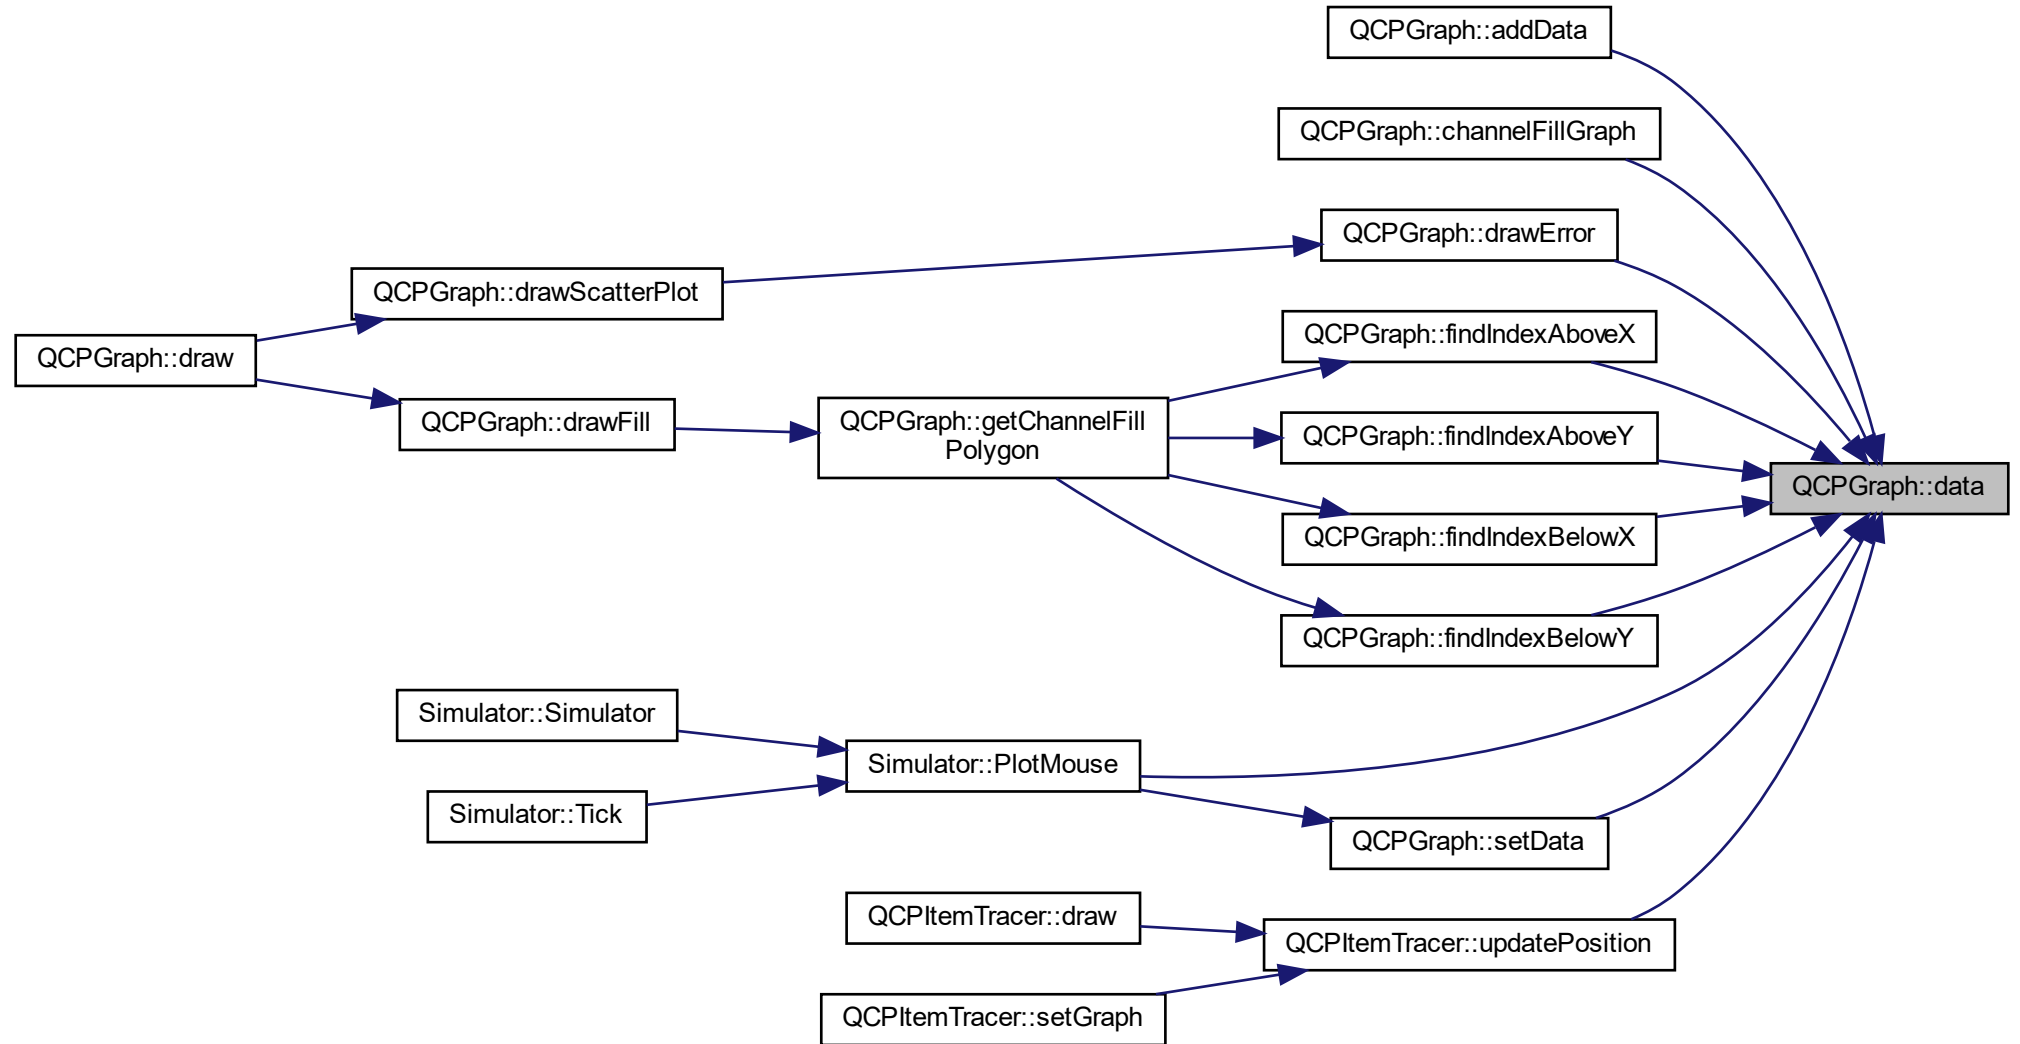 QCPGraph::addData
QCPGraph::channelFillGraph
QCPGraph::drawError
QCPGraph::drawScatterPlot
QCPGraph::findIndexAboveX
QCPGraph::draw
QCPGraph::drawFill
QCPGraph::getChannelFill
Polygon
QCPGraph::findIndexAboveY
QCPGraph::data
QCPGraph::findIndexBelowX
QCPGraph::findIndexBelowY
Simulator::Simulator
Simulator::PlotMouse
Simulator::Tick
QCPGraph::setData
QCPItemTracer::draw
QCPItemTracer::updatePosition
QCPItemTracer::setGraph